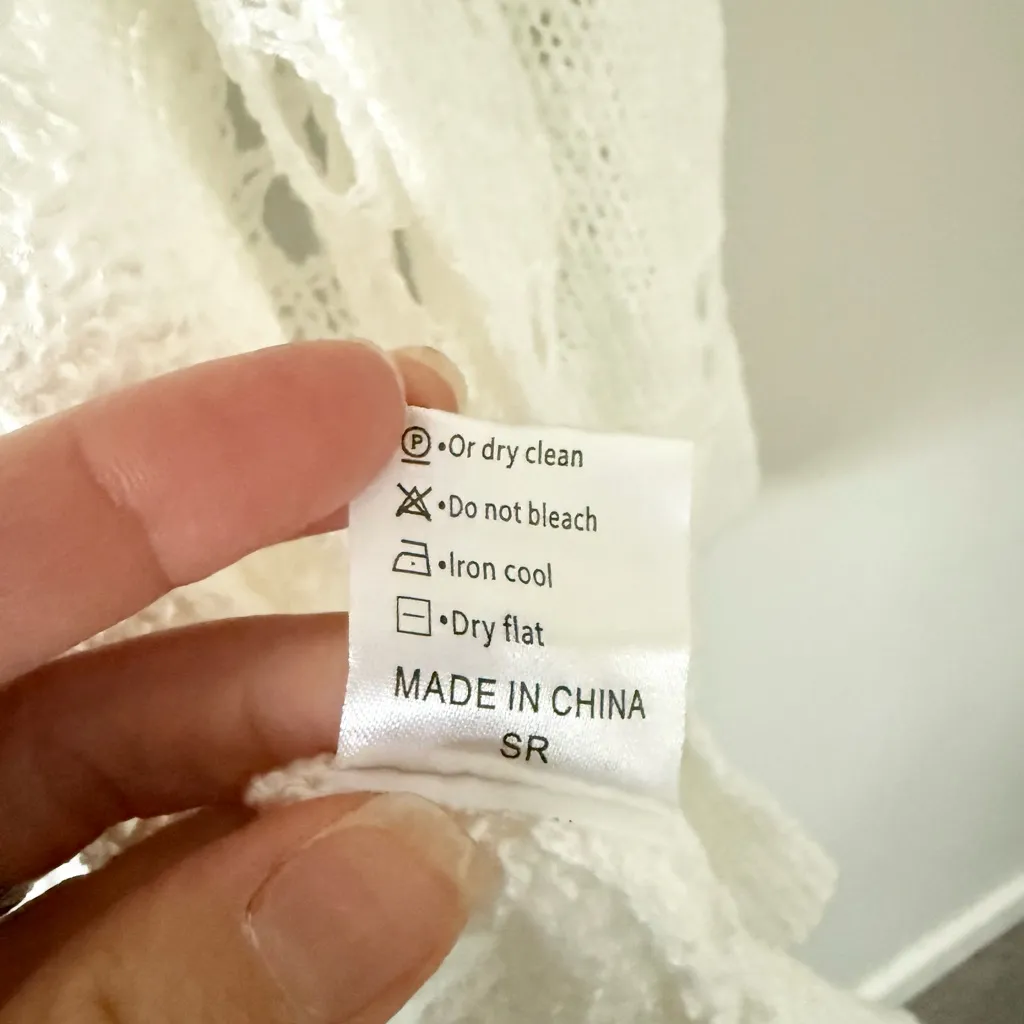 Ⓟ •Or dry clean
•Do not bleach
•Iron cool
•Dry flat
MADE IN CHINA
SR